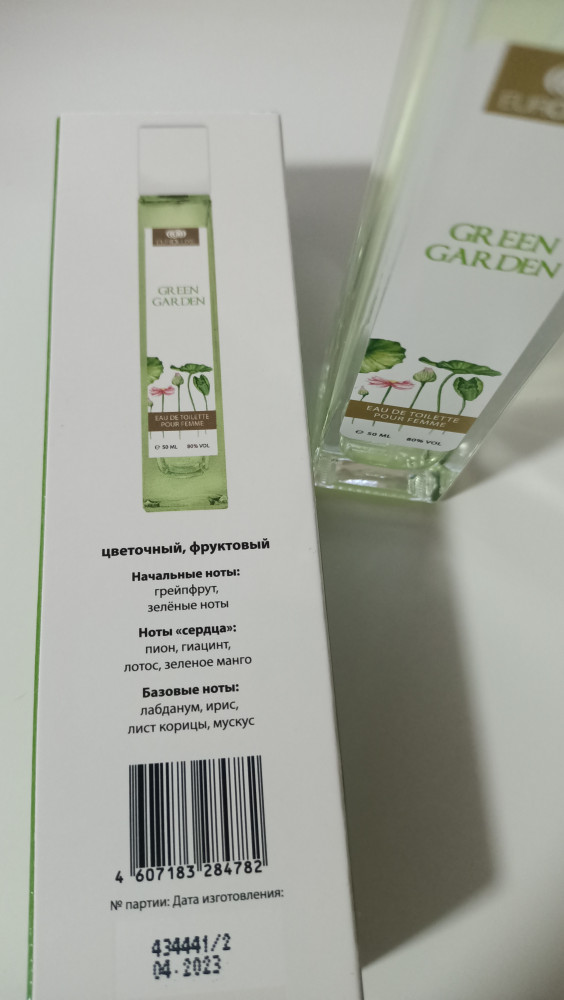 GREEN
GARDEN
EAU DE TOILETTE
POUR FEMME
50 ML 80% VOL
цветочный, фруктовый
Начальные ноты:
грейпфрут,
зелёные ноты
Ноты «сердца»:
пион, гиацинт,
лотос, зеленое манго
Базовые ноты:
лабданум, ирис,
лист корицы, мускус
4 607183 284782
№ партии: Дата изготовления:
434441/2
04.2023
GREEN
GARDEN
EAU DE TOILETTE
POUR FEMME
50 ML 80% VOL